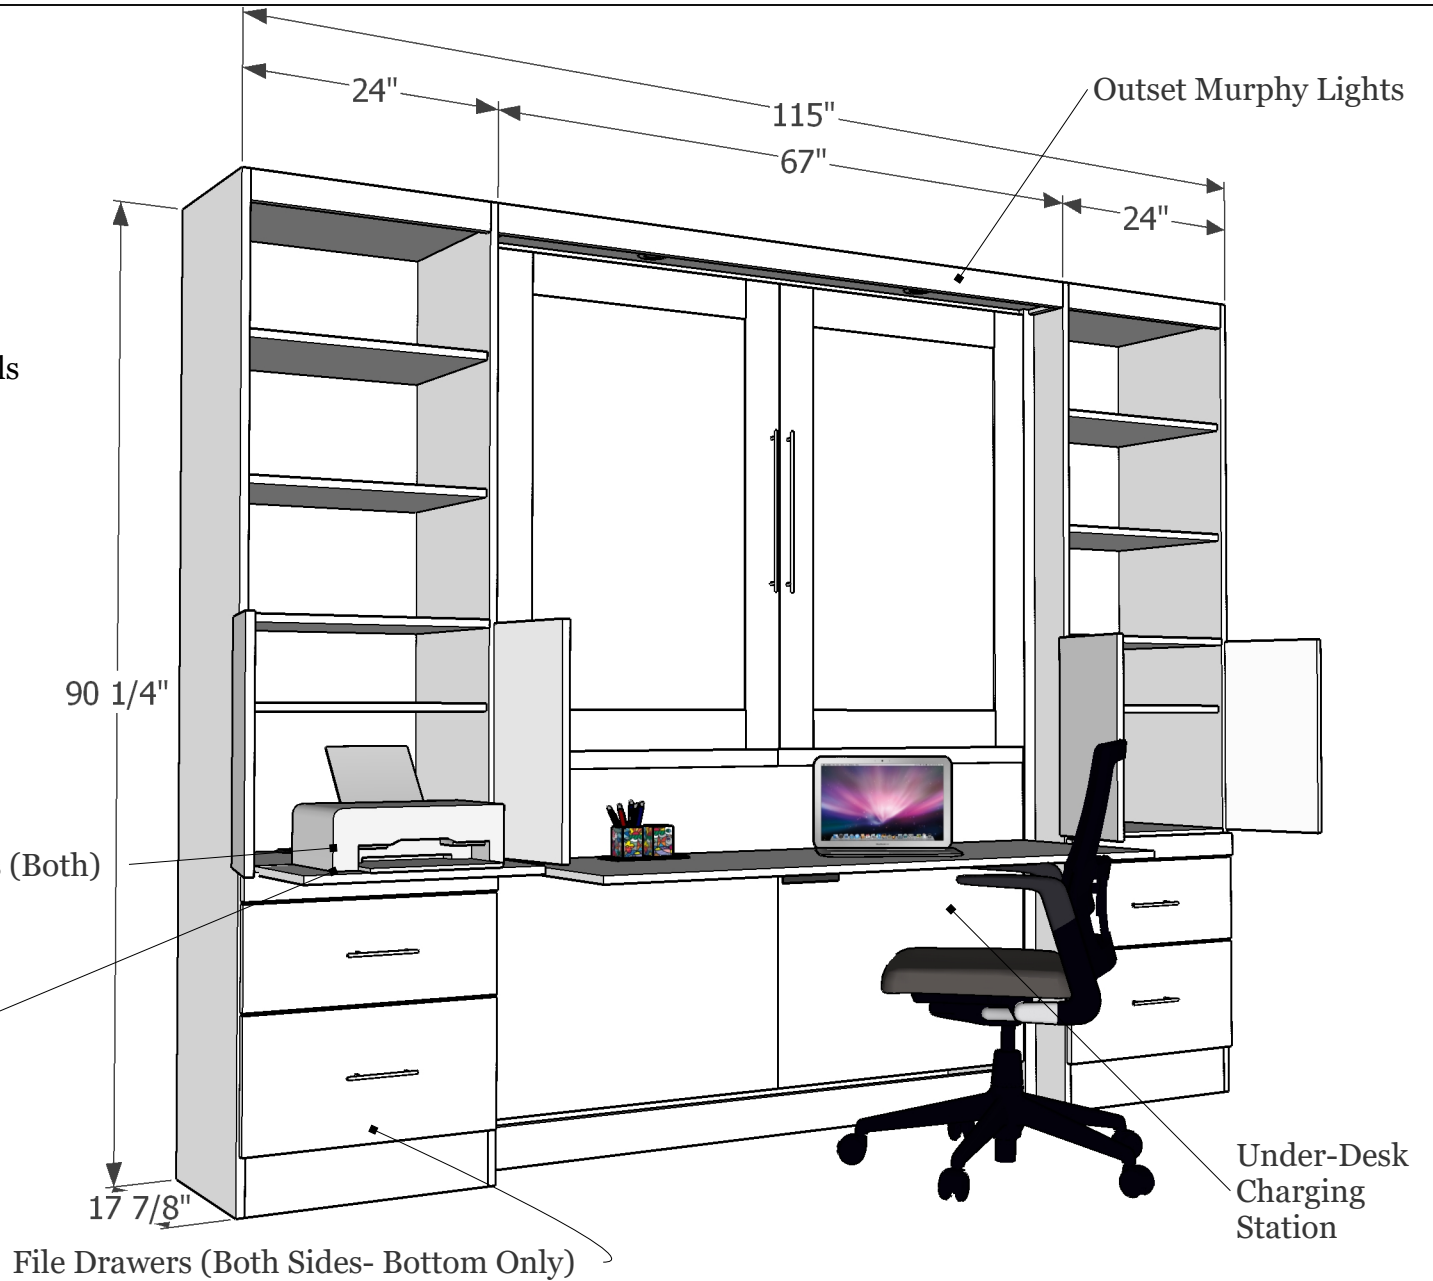 115"
24"
67"
24"
Outset Murphy Lights
ls
90 1/4"
(Both)
17 7/8"
Under-Desk
Charging
Station
File Drawers (Both Sides- Bottom Only)